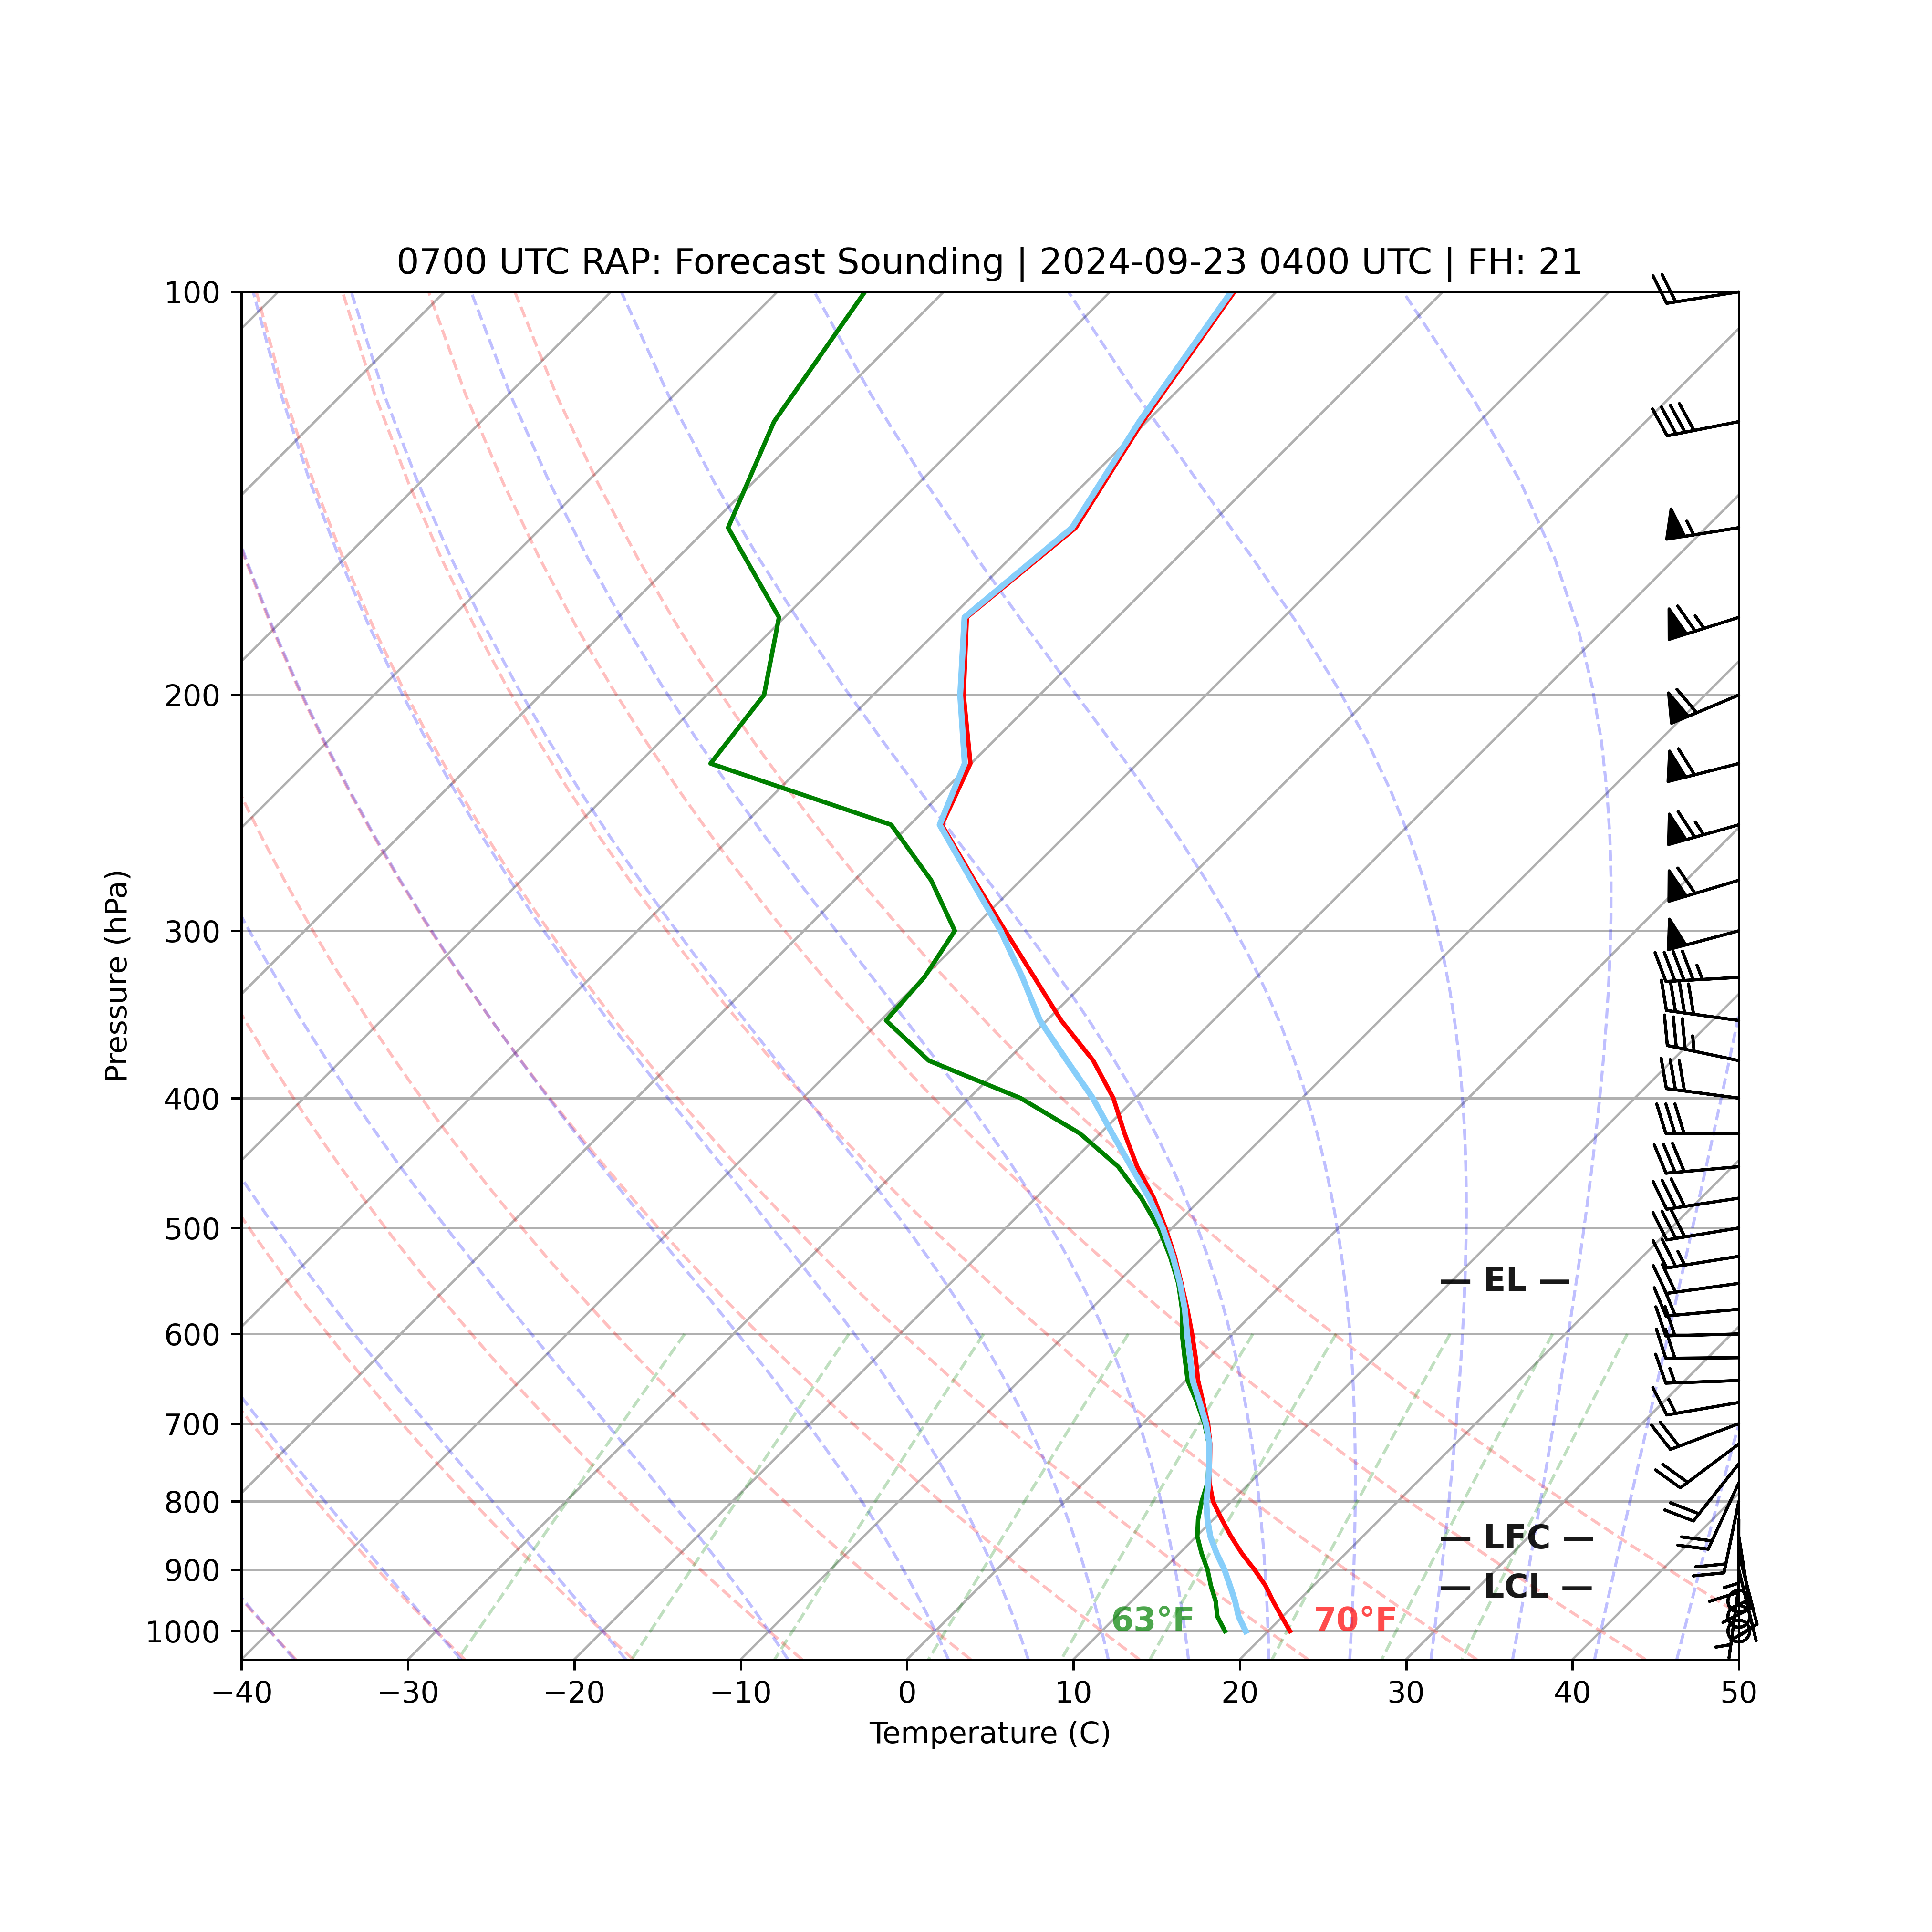 0700 UTC RAP: Forecast Sounding | 2024-09-23 0400 UTC | FH: 21
100
200
300
400
500
600
700
800
900
1000
Pressure (hPa)
— EL —
— LFC —
— LCL —
63°F
70°F
−40 −30 −20 −10 0 10 20 30 40 50
Temperature (C)